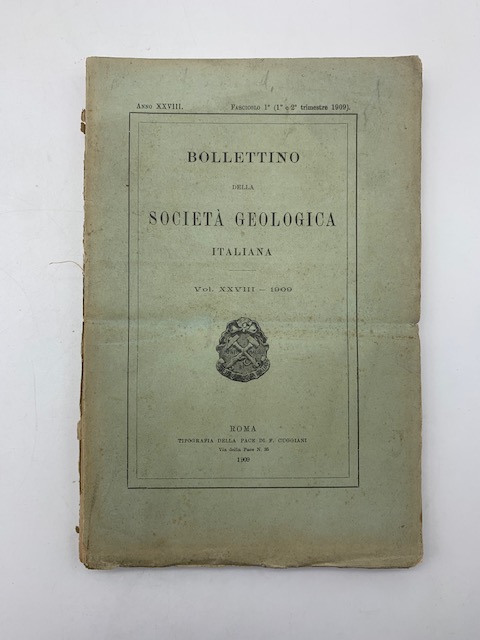 ANNO XXVIII. FASCICOLO 1° (1° e 2° trimestre 1909).
BOLLETTINO
DELLA
SOCIETÀ GEOLOGICA
ITALIANA
Vol. XXVIII – 1909
ROMA
TIPOGRAFIA DELLA PACE DI F. CUGGIANI
Via della Pace N. 35
1909